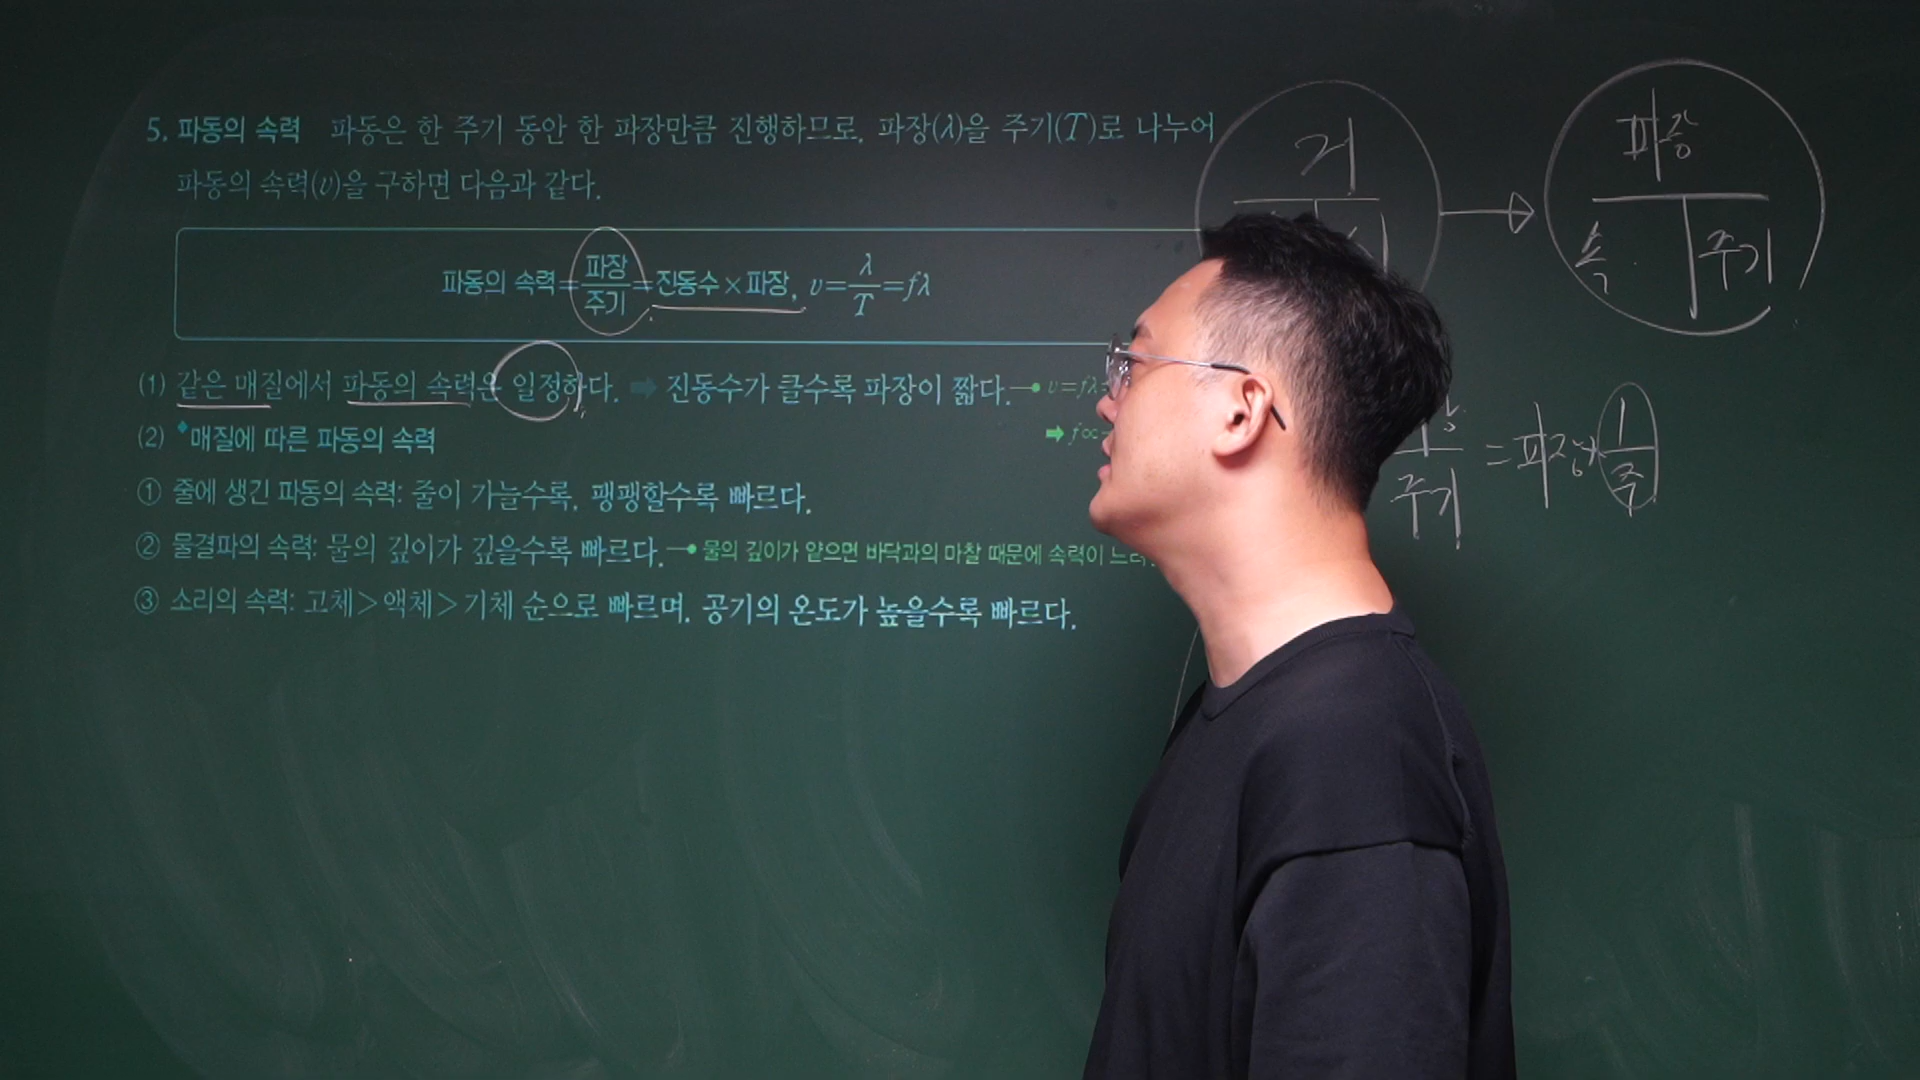 5. 파동의 속력 파동은 한 주기 동안 한 파장만큼 진행하므로, 파장(λ)을 주기(T)로 나누어
파동의 속력(v)을 구하면 다음과 같다.
파동의 속력=파장/주기=진동수×파장, v=λ/T=fλ
(1) 같은 매질에서 파동의 속력은 일정하다. ➡ 진동수가 클수록 파장이 짧다. v=fλ
➡ f∝
(2) 매질에 따른 파동의 속력
① 줄에 생긴 파동의 속력: 줄이 가늘수록, 팽팽할수록 빠르다.
② 물결파의 속력: 물의 깊이가 깊을수록 빠르다. 물의 깊이가 얕으면 바닥과의 마찰 때문에 속력이
③ 소리의 속력: 고체>액체>기체 순으로 빠르며, 공기의 온도가 높을수록 빠르다.
거
파장
속 주기
주기 = 파장× 1/주